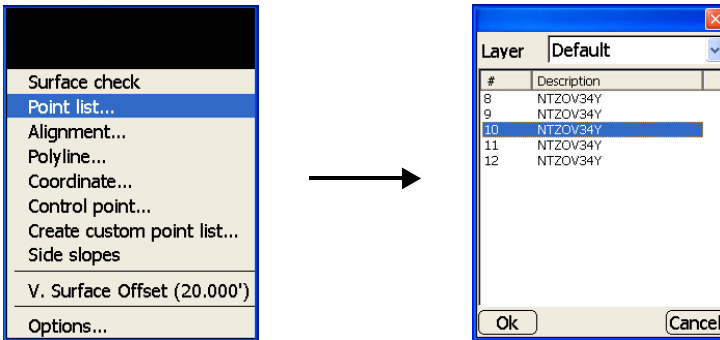 Surface check
Point list...
Alignment...
Polyline...
Coordinate...
Control point...
Create custom point list...
Side slopes
V. Surface Offset (20.000')
Options...
Layer Default
# Description
8 NTZOV34Y
9 NTZOV34Y
10 NTZOV34Y
11 NTZOV34Y
12 NTZOV34Y
Ok Cancel